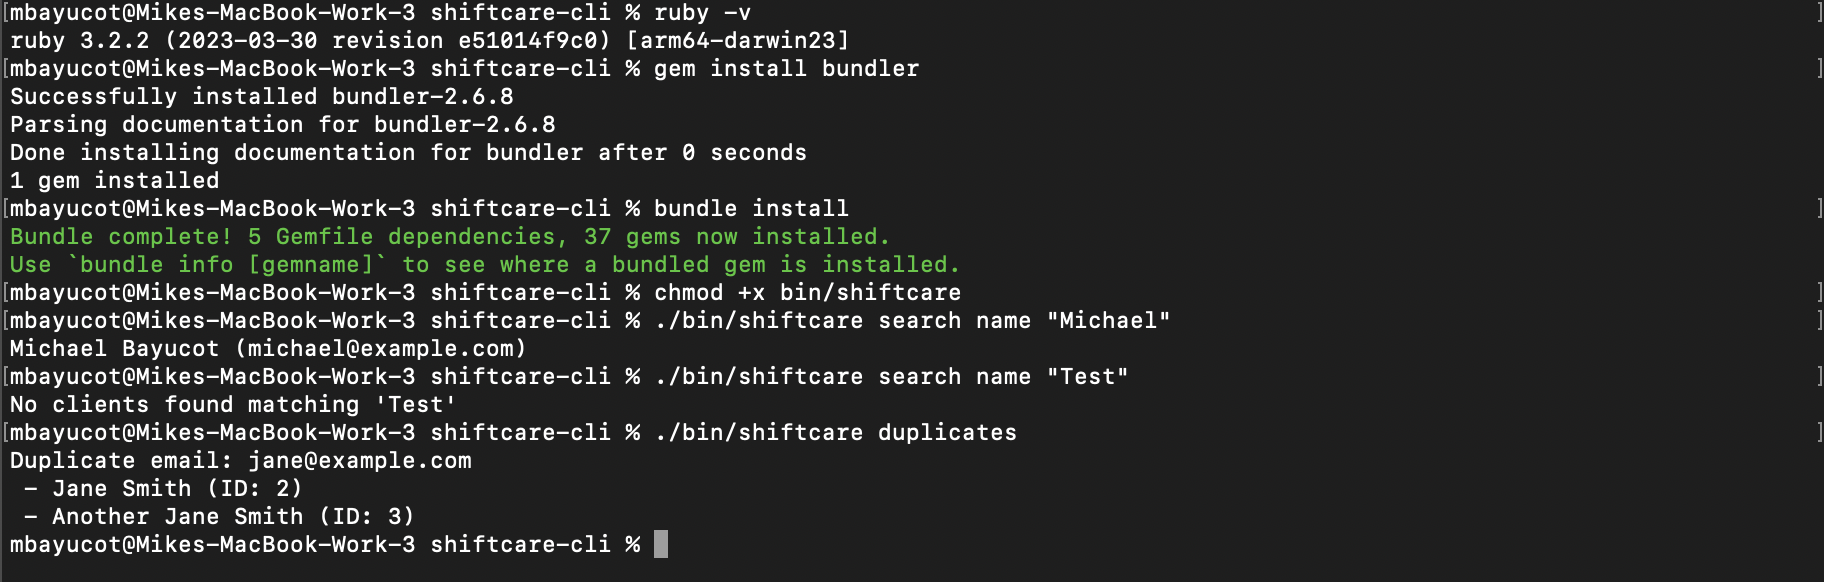 [mbayucot@Mikes-MacBook-Work-3 shiftcare-cli % ruby -v ]
ruby 3.2.2 (2023-03-30 revision e51014f9c0) [arm64-darwin23]
[mbayucot@Mikes-MacBook-Work-3 shiftcare-cli % gem install bundler ]
Successfully installed bundler-2.6.8
Parsing documentation for bundler-2.6.8
Done installing documentation for bundler after 0 seconds
1 gem installed
[mbayucot@Mikes-MacBook-Work-3 shiftcare-cli % bundle install ]
Bundle complete! 5 Gemfile dependencies, 37 gems now installed.
Use `bundle info [gemname]` to see where a bundled gem is installed.
[mbayucot@Mikes-MacBook-Work-3 shiftcare-cli % chmod +x bin/shiftcare ]
[mbayucot@Mikes-MacBook-Work-3 shiftcare-cli % ./bin/shiftcare search name "Michael" ]
Michael Bayucot (michael@example.com)
[mbayucot@Mikes-MacBook-Work-3 shiftcare-cli % ./bin/shiftcare search name "Test" ]
No clients found matching 'Test'
[mbayucot@Mikes-MacBook-Work-3 shiftcare-cli % ./bin/shiftcare duplicates ]
Duplicate email: jane@example.com
 - Jane Smith (ID: 2)
 - Another Jane Smith (ID: 3)
mbayucot@Mikes-MacBook-Work-3 shiftcare-cli %